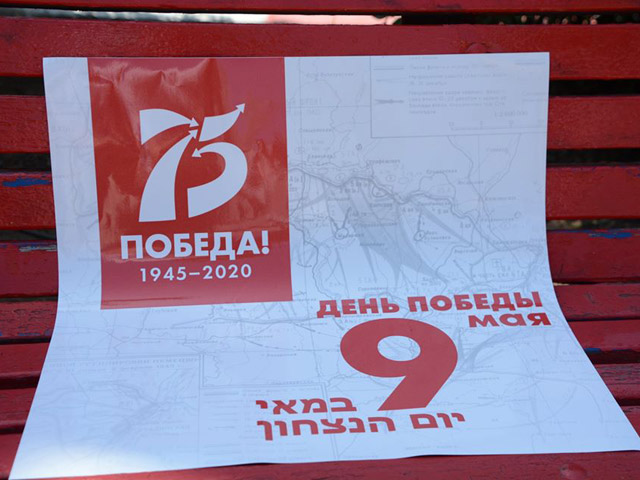 75
ПОБЕДА!
1945–2020
ДЕНЬ ПОБЕДЫ
9 мая
במאי
יום הנצחון